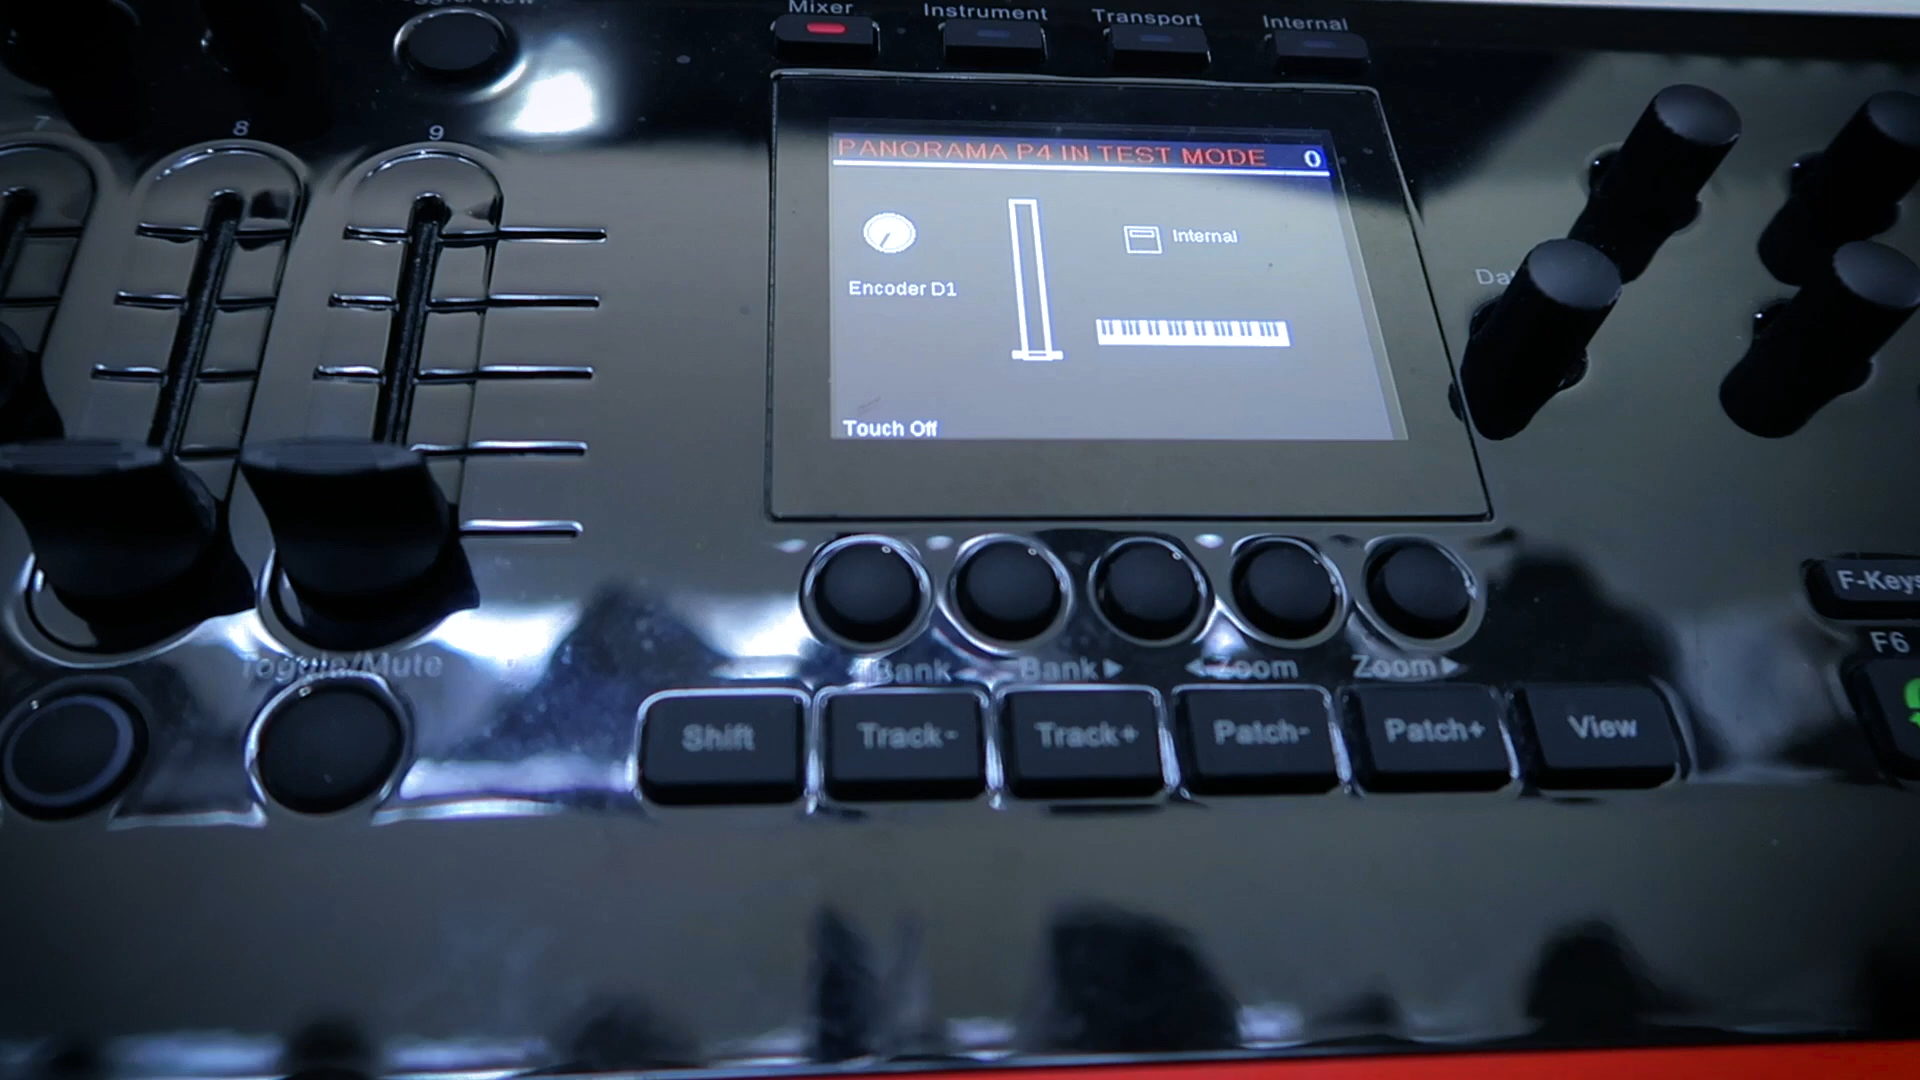 Mixer
Instrument
Transport
Internal
7
8
9
PANORAMA P4 IN TEST MODE 0
Internal
Encoder D1
Touch Off
Toggle/Mute
Bank
Bank
Zoom
Zoom
Shift
Track-
Track+
Patch-
Patch+
View
F-Keys
F6